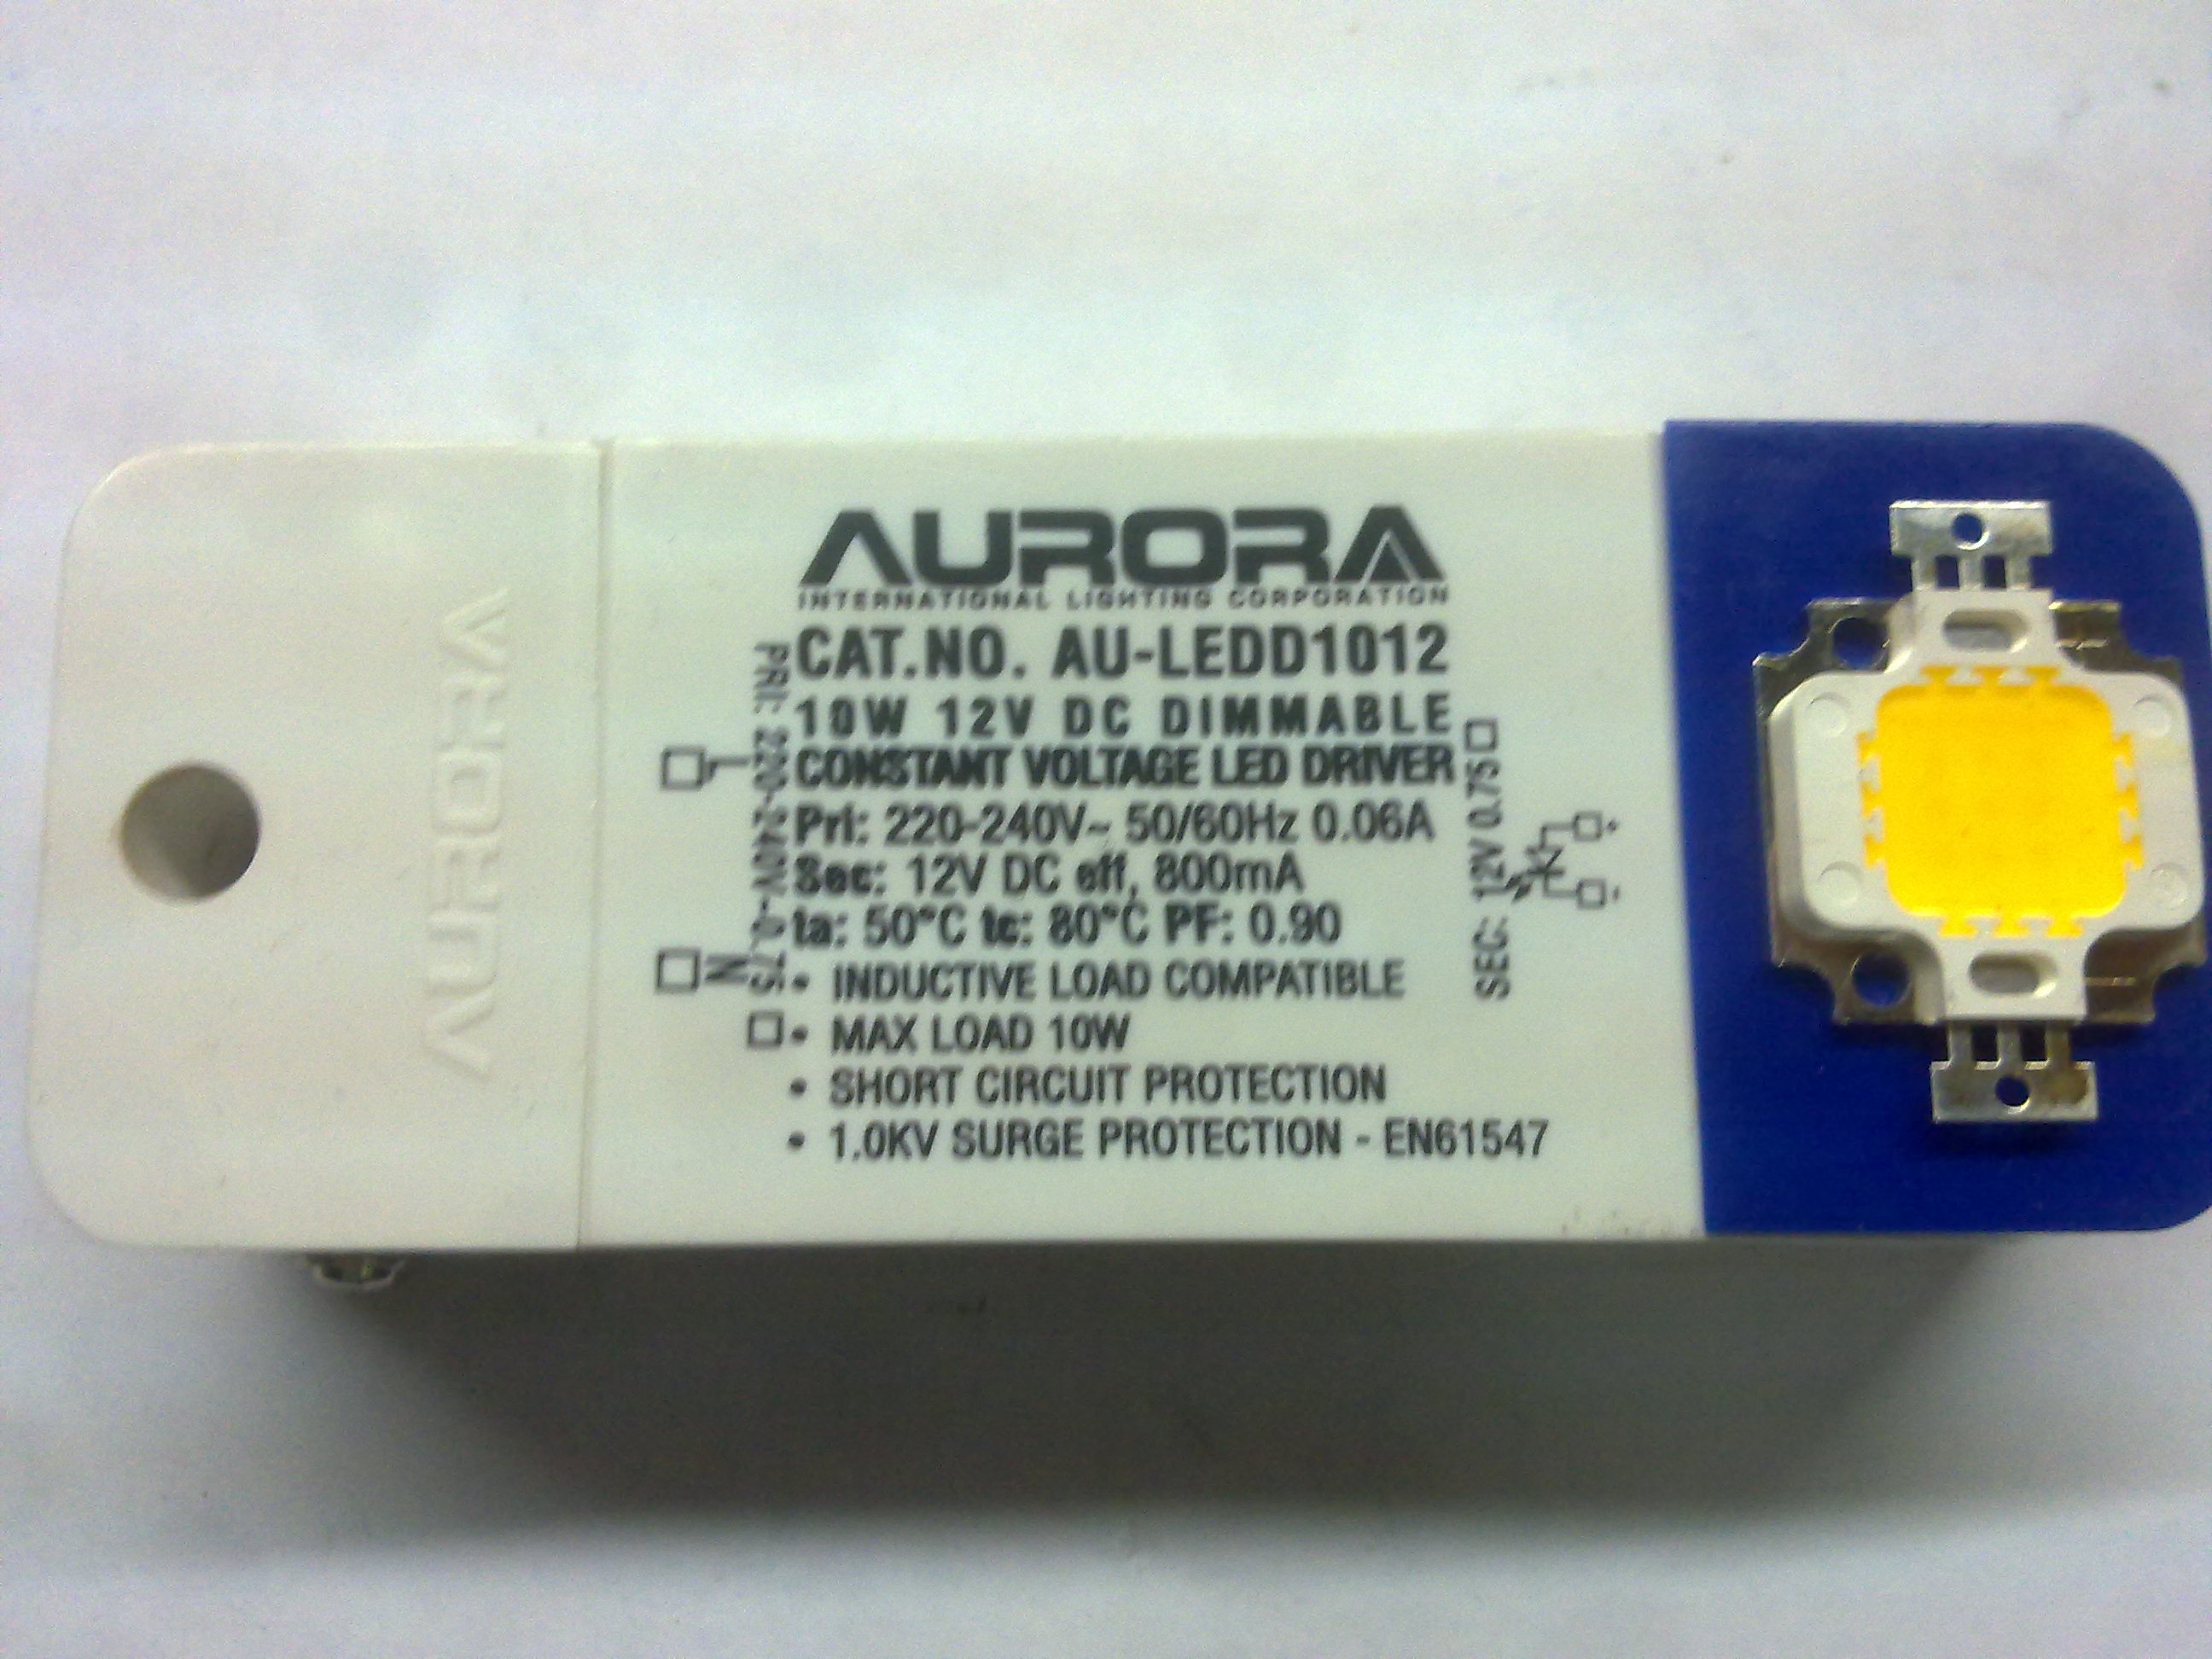 AURORA
AURORA
INTERNATIONAL LIGHTING CORPORATION
CAT.NO. AU-LEDD1012
10W 12V DC DIMMABLE
CONSTANT VOLTAGE LED DRIVER
Pri: 220-240V~ 50/60Hz 0.06A
Sec: 12V DC eff, 800mA
ta: 50°C tc: 80°C PF: 0.90
• INDUCTIVE LOAD COMPATIBLE
• MAX LOAD 10W
• SHORT CIRCUIT PROTECTION
• 1.0KV SURGE PROTECTION - EN61547
PRI: 220-240V~0.75
L
N
SEC: 12V 0.75
+
-